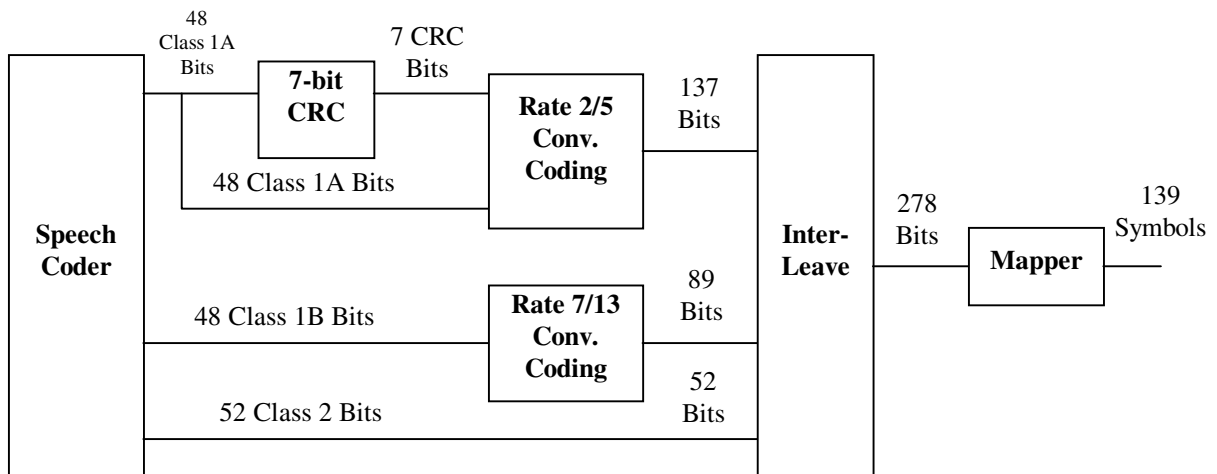 48
Class 1A
Bits
7 CRC
Bits
7-bit
CRC
137
Bits
Rate 2/5
Conv.
Coding
48 Class 1A Bits
Speech
Coder
Inter-
Leave
278
Bits
139
Symbols
Mapper
48 Class 1B Bits
Rate 7/13
Conv.
Coding
89
Bits
52 Class 2 Bits
52
Bits